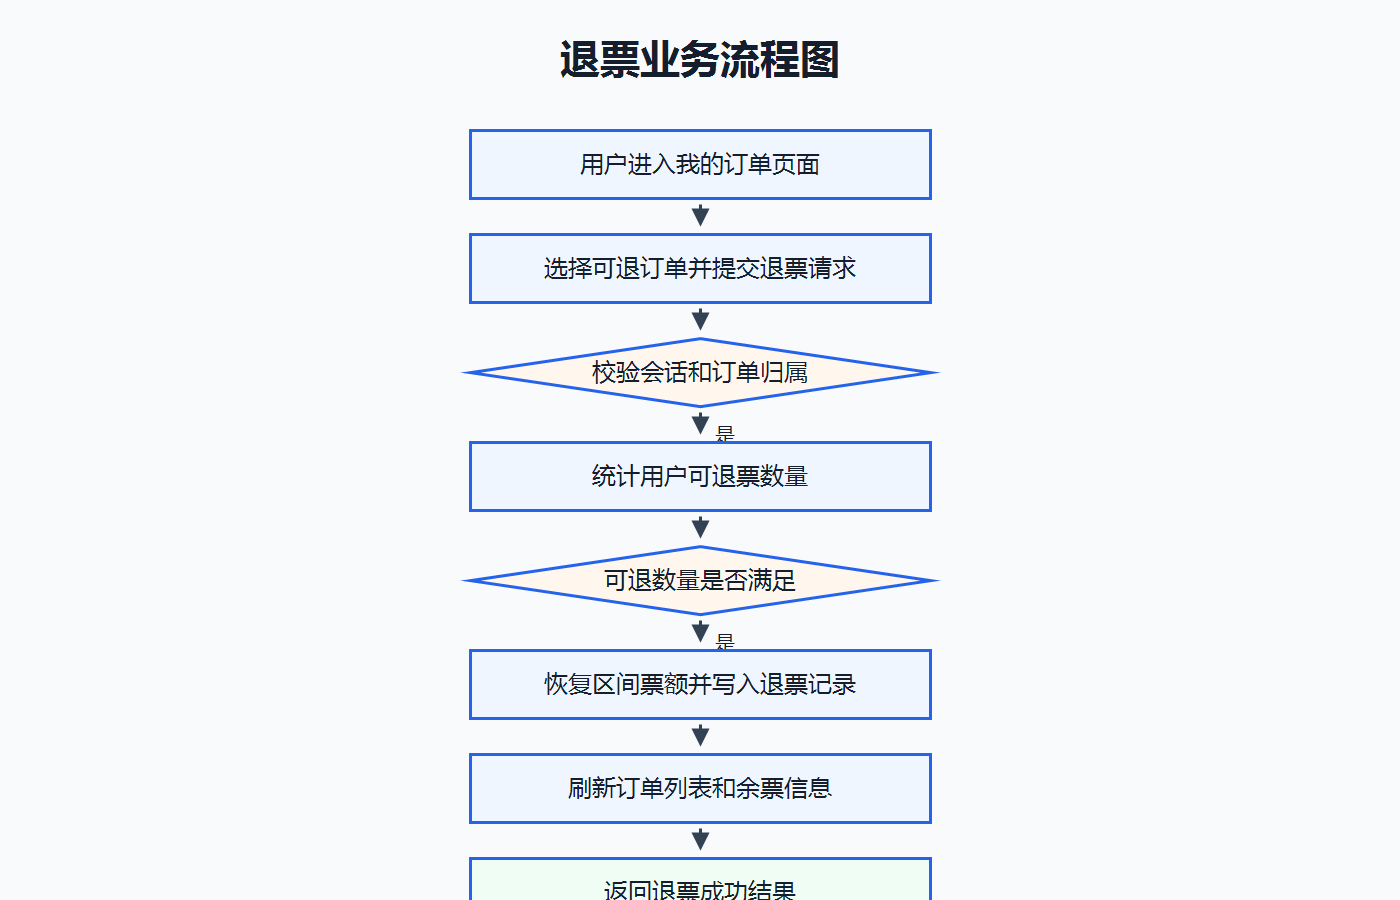 退票业务流程图
用户进入我的订单页面
选择可退订单并提交退票请求
校验会话和订单归属
是
统计用户可退票数量
可退数量是否满足
是
恢复区间票额并写入退票记录
刷新订单列表和余票信息
返回退票成功结果